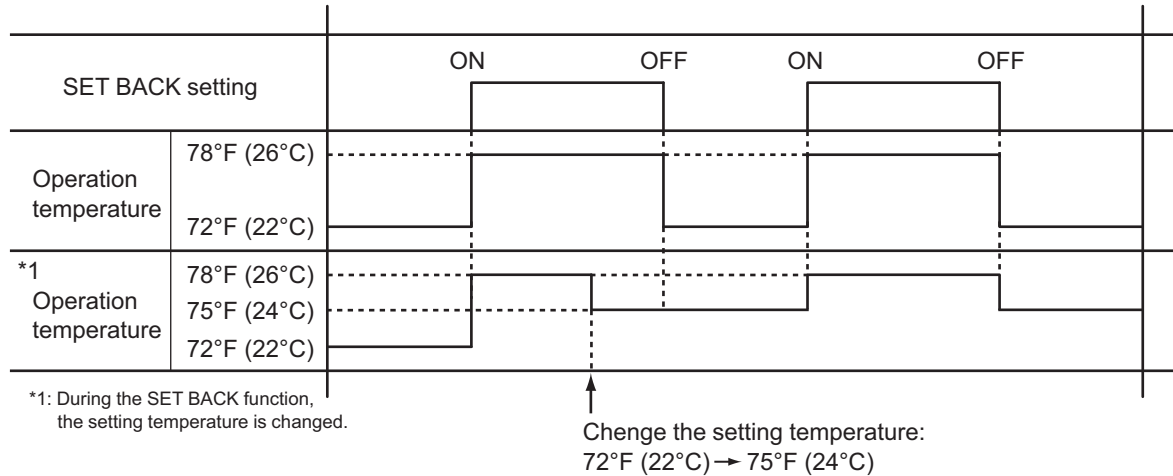 ON OFF ON OFF
SET BACK setting
78°F (26°C)
Operation
temperature
72°F (22°C)
*1
78°F (26°C)
Operation
75°F (24°C)
temperature
72°F (22°C)
*1: During the SET BACK function,
the setting temperature is changed.
Chenge the setting temperature:
72°F (22°C)→ 75°F (24°C)